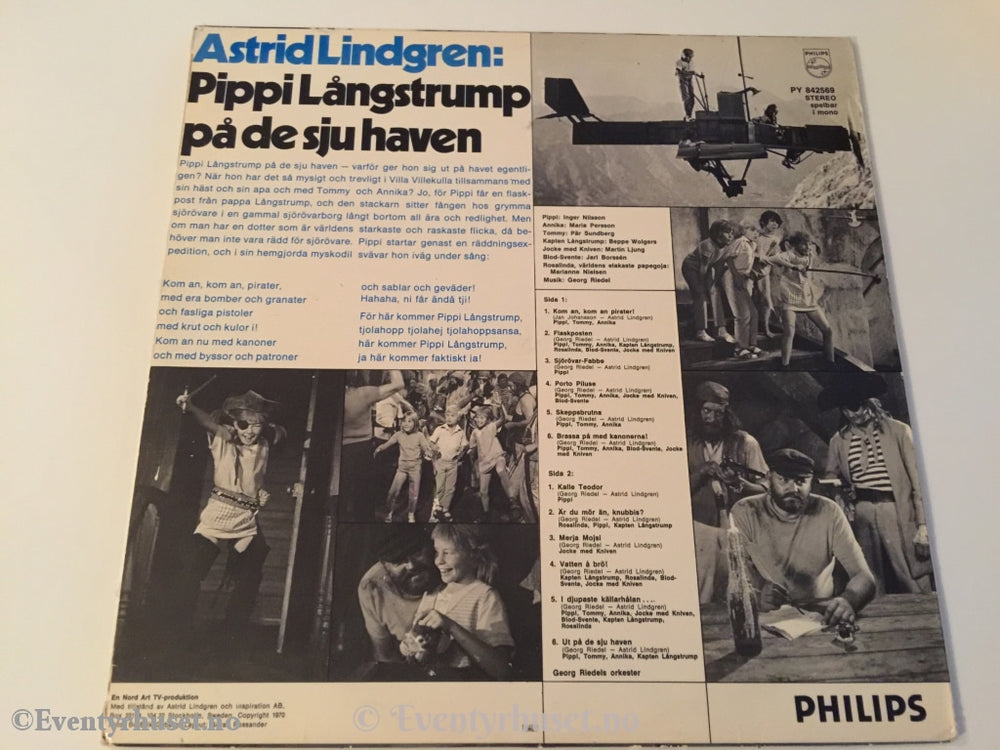 Astrid Lindgren:
Pippi Långstrump
på de sju haven
Pippi Långstrump på de sju haven – varför ger hon sig ut på havet egentli-
gen? När hon har det så mysigt och trevligt i Villa Villekulla tillsammans med
sin häst och sin apa och med Tommy och Annika? Jo, för Pippi får en flask-
post från pappa Långstrump, och den stackarn sitter fången hos grymma
sjörövare i en gammal sjörövarborg långt bortom all ära och redlighet. Men
om man har en dotter som är världens starkaste och raskaste flicka, då be-
höver man inte vara rädd för sjörövare. Pippi startar genast en räddningsex-
pedition, och i sin hemgjorda myskodil svävar hon iväg under sång:
Kom an, kom an, pirater,
med era bomber och granater
och fasliga pistoler
med krut och kulor i!
Kom an nu med kanoner
och med byssor och patroner
och sablar och geväder!
Hahaha, ni får ändå tji!
För här kommer Pippi Långstrump,
tjolahopp tjolahej tjolahoppsansa,
här kommer Pippi Långstrump,
ja här kommer faktiskt ja!
PHILIPS
PY 842569
STEREO
spelbar
i mono
Pippi: Inger Nilsson
Annika: Maria Persson
Tommy: Pär Sundberg
Kapten Långstrump: Beppe Wolgers
Jocke med Kniven: Martin Ljung
Blod-Svente: Jarl Borssén
Rosalinda, världens elakaste papegoja:
Marianne Nielsen
Musik: Georg Riedel
Side 1:
1. Kom an, kom an pirater!
(Jan Johansson – Astrid Lindgren)
Pippi, Tommy, Annika
2. Flaskposten
(Georg Riedel – Astrid Lindgren)
Pippi, Tommy, Annika, Kapten Långstrump,
Rosalinda, Blod-Svente, Jocke med Kniven
3. Sjörövar-Fabbe
(Georg Riedel – Astrid Lindgren)
Pippi
4. Porto Piluse
(Georg Riedel – Astrid Lindgren)
Pippi, Tommy, Annika, Jocke med Kniven,
Blod-Svente
5. Skeppsbrutna
(Georg Riedel – Astrid Lindgren)
Pippi, Tommy, Annika
6. Brassa på med kanonerna!
(Georg Riedel – Astrid Lindgren)
Pippi, Tommy, Annika, Blod-Svente, Jocke
med Kniven
Side 2:
1. Kalle Teodor
(Georg Riedel – Astrid Lindgren)
Pippi
2. Är du mör än, knubbis?
(Georg Riedel – Astrid Lindgren)
Rosalinda, Pippi, Kapten Långstrump
3. Merja Mojsi
(Georg Riedel – Astrid Lindgren)
Jocke med Kniven
4. Vatten å brö!
(Georg Riedel – Astrid Lindgren)
Kapten Långstrump, Rosalinda, Blod-
Svente, Jocke med Kniven
5. I djupaste källarhålan....
(Georg Riedel – Astrid Lindgren)
Pippi, Tommy, Annika, Jocke med Kniven,
Blod-Svente, Kapten Långstrump,
Rosalinda
6. Ut på de sju haven
(Georg Riedel – Astrid Lindgren)
Pippi, Tommy, Annika, Kapten Långstrump
Georg Riedels orkester
En Nord Art TV-produktion
Med tillstånd av Astrid Lindgren och Inspiration AB,
Stockholm, Sweden. Copyright 1970
PHILIPS
©Eventyrhuset.no
©Eventyrhuset.no